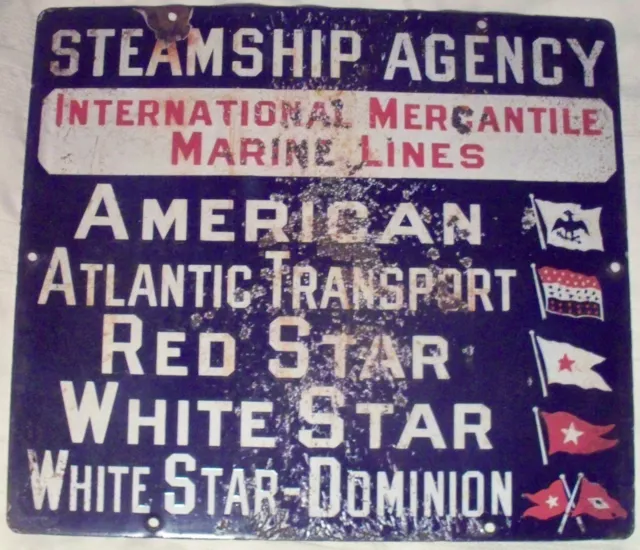 STEAMSHIP AGENCY
INTERNATIONAL MERCANTILE
MARINE LINES
AMERICAN
ATLANTIC TRANSPORT
RED STAR
WHITE STAR
WHITE STAR-DOMINION